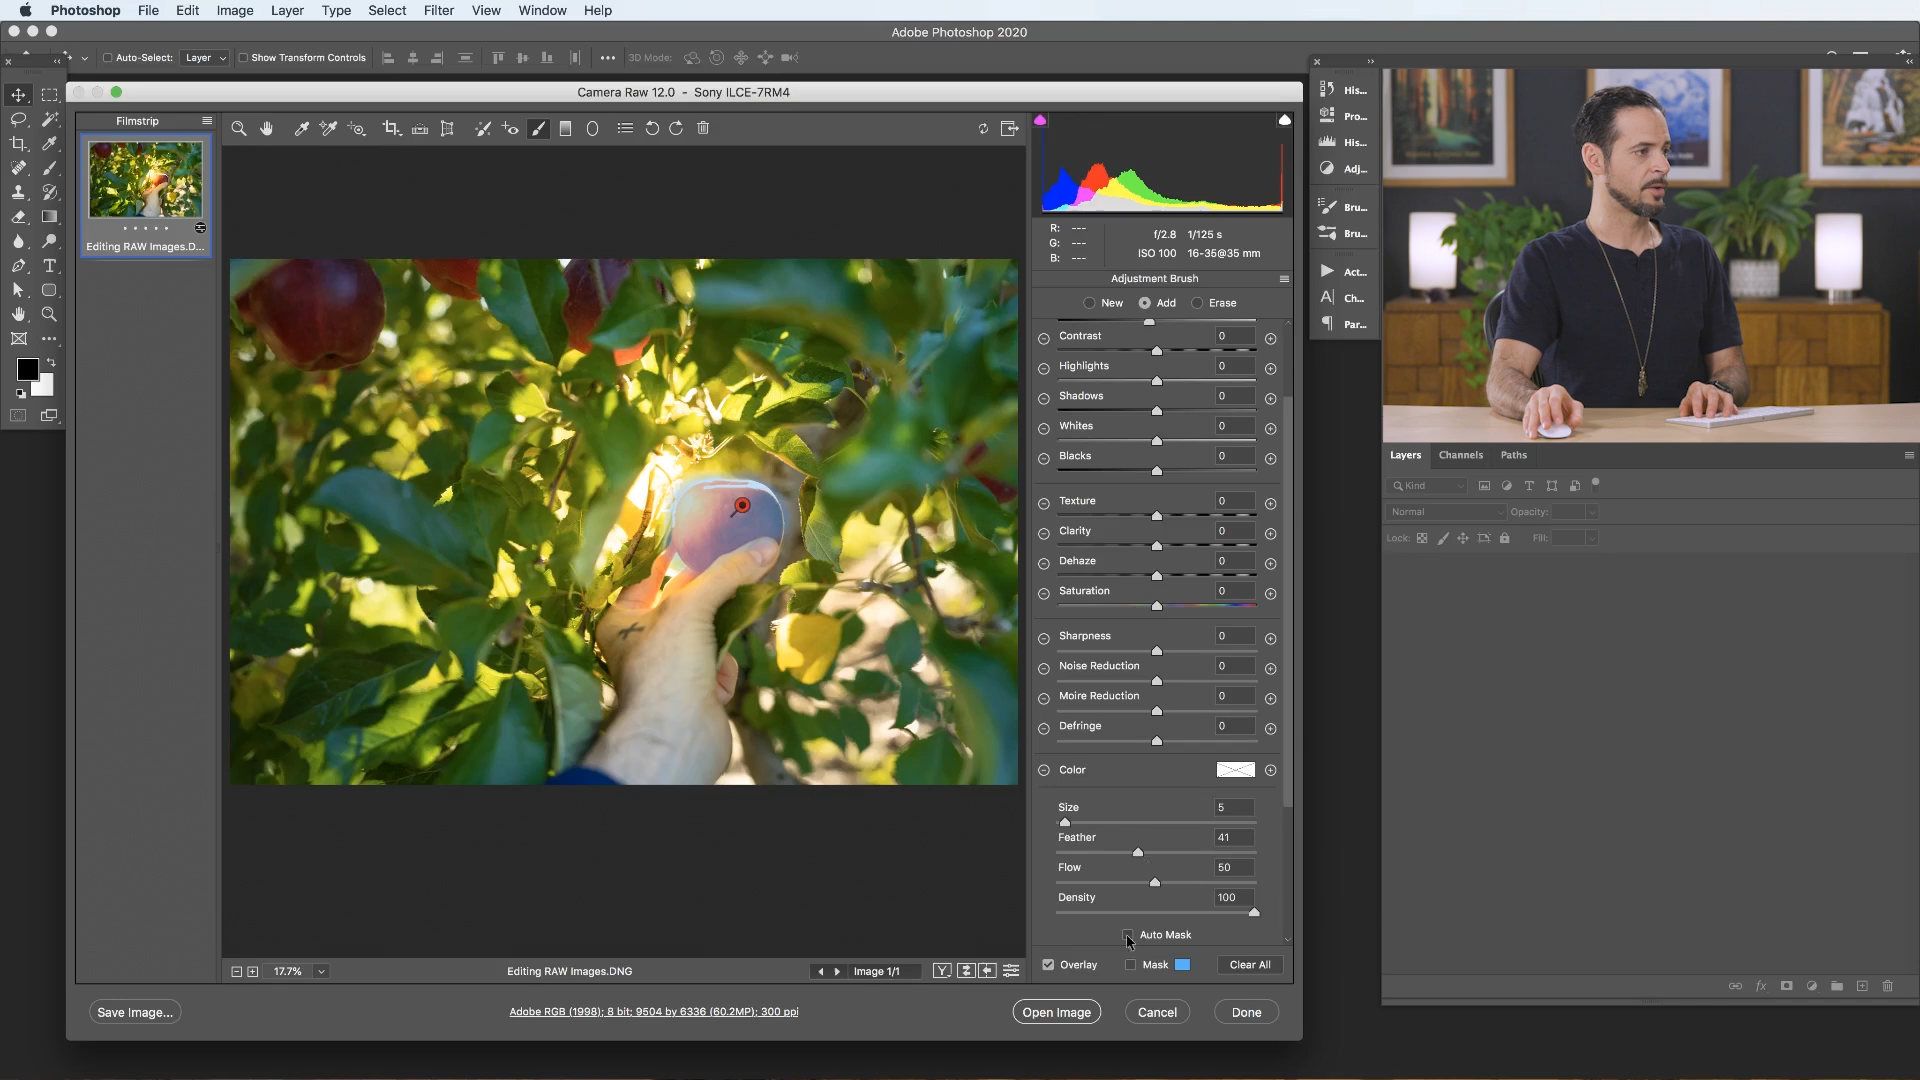 Photoshop File Edit Image Layer Type Select Filter View Window Help
Adobe Photoshop 2020
Auto-Select: Layer Show Transform Controls 3D Mode:
Camera Raw 12.0 - Sony ILCE-7RM4
Filmstrip
Editing RAW Images.D...
R: ---
G: ---
B: ---
f/2.8 1/125 s
ISO 100 16-35@35 mm
Adjustment Brush
New Add Erase
Contrast 0
Highlights 0
Shadows 0
Whites 0
Blacks 0
Texture 0
Clarity 0
Dehaze 0
Saturation 0
Sharpness 0
Noise Reduction 0
Moire Reduction 0
Defringe 0
Color
Size 5
Feather 41
Flow 50
Density 100
Auto Mask
Overlay Mask Clear All
17.7% Editing RAW Images.DNG Image 1/1
Save Image... Adobe RGB (1998); 8 bit; 9504 by 6336 (60.2MP); 300 ppi Open Image Cancel Done
His...
Pro...
His...
Adj...
Bru...
Bru...
Act...
Ch...
Par...
Layers Channels Paths
Kind
Normal Opacity:
Lock: Fill: